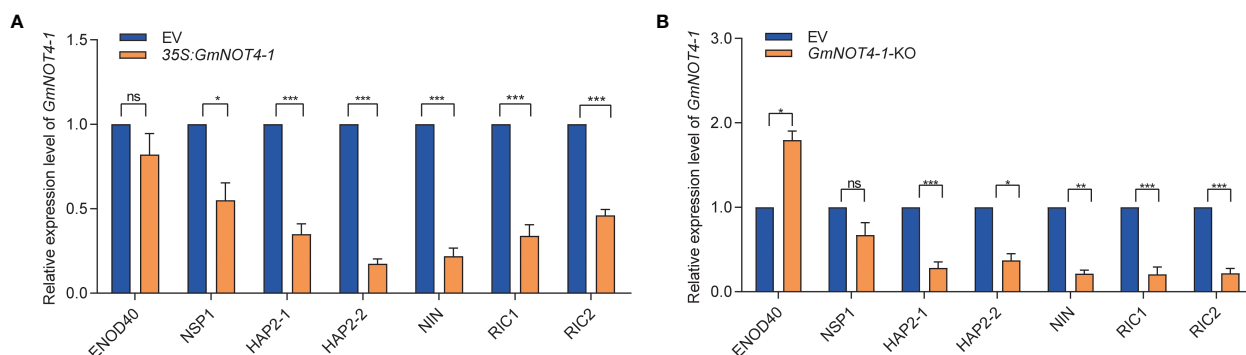 A
Relative expression level of GmNOT4-1
1.5
1.0
0.5
0.0
EV
35S:GmNOT4-1
ns
*
***
***
***
***
***
ENOD40
NSP1
HAP2-1
HAP2-2
NIN
RIC1
RIC2
B
Relative expression level of GmNOT4-1
3.0
2.0
1.0
0.0
EV
GmNOT4-1-KO
*
ns
***
*
**
***
***
ENOD40
NSP1
HAP2-1
HAP2-2
NIN
RIC1
RIC2